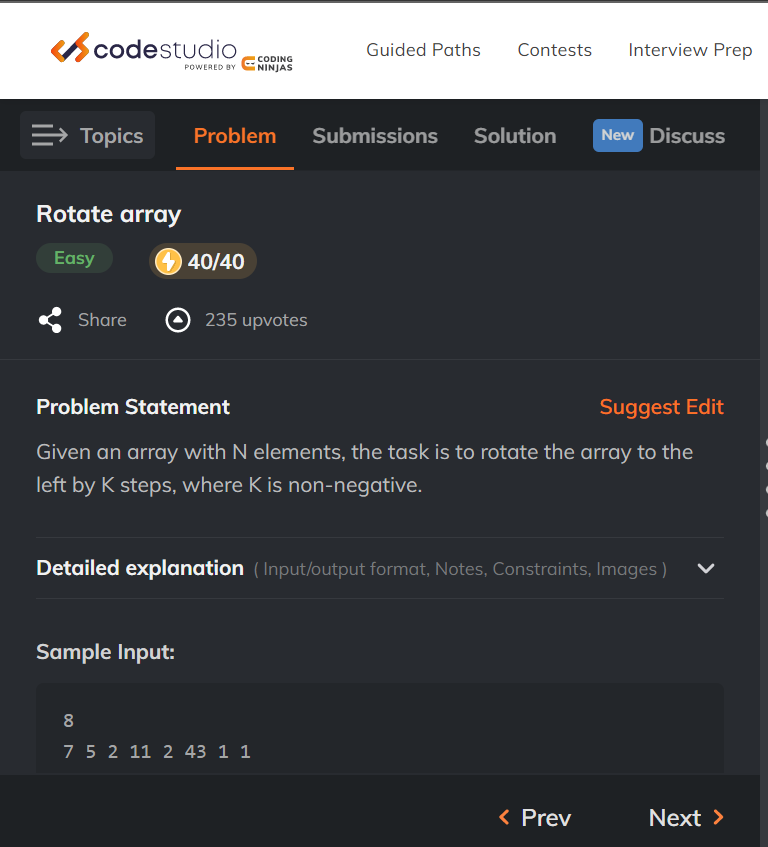 codestudio
POWERED BY CODING NINJAS
Guided Paths Contests Interview Prep
Topics Problem Submissions Solution New Discuss
Rotate array
Easy 40/40
Share 235 upvotes
Problem Statement Suggest Edit
Given an array with N elements, the task is to rotate the array to the
left by K steps, where K is non-negative.
Detailed explanation ( Input/output format, Notes, Constraints, Images )
Sample Input:
8
7 5 2 11 2 43 1 1
Prev Next